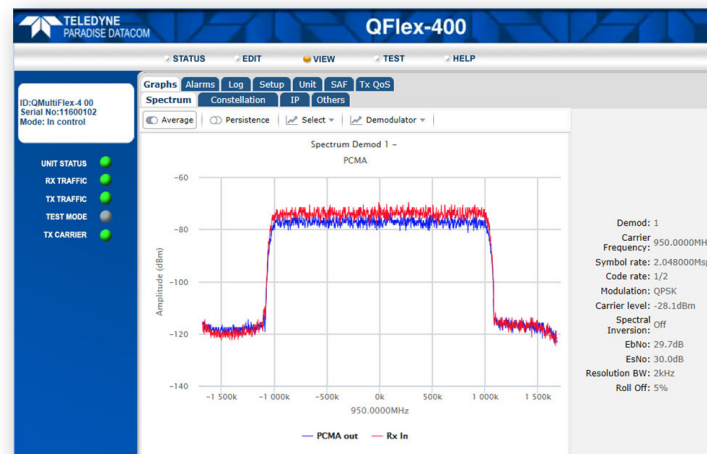 TELEDYNE
PARADISE DATACOM
QFlex-400
STATUS EDIT VIEW TEST HELP
ID:QMultiFlex-4 00
Serial No:11600102
Mode: In control
UNIT STATUS
RX TRAFFIC
TX TRAFFIC
TEST MODE
TX CARRIER
Graphs Alarms Log Setup Unit SAF Tx QoS
Spectrum Constellation IP Others
Average Persistence Select Demodulator
Spectrum Demod 1 –
PCMA
Amplitude (dBm)
−60
−80
−100
−120
−140
−1 500k −1 000k −500k 0k 500k 1 000k 1 500k
950.0000MHz
PCMA out Rx In
Demod: 1
Carrier
Frequency: 950.0000MH
Symbol rate: 2.048000Msp
Code rate: 1/2
Modulation: QPSK
Carrier level: -28.1dBm
Spectral
Inversion: Off
EbNo: 29.7dB
EsNo: 30.0dB
Resolution BW: 2kHz
Roll Off: 5%